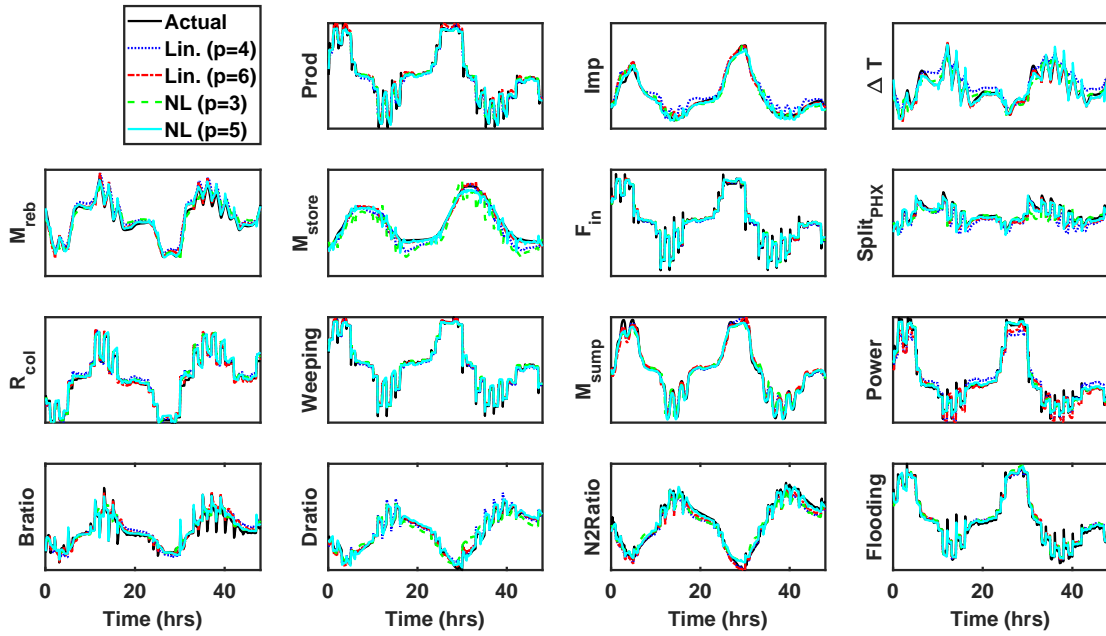 Actual
Lin. (p=4)
Lin. (p=6)
NL (p=3)
NL (p=5)
Prod
Imp
Δ T
M_reb
M_store
F_in
Split_PHX
R_col
Weeping
M_sump
Power
Bratio
Dratio
N2Ratio
Flooding
0 20 40
0 20 40
0 20 40
0 20 40
Time (hrs)
Time (hrs)
Time (hrs)
Time (hrs)